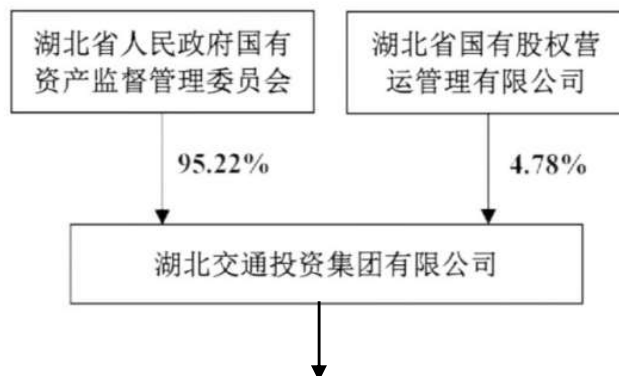 湖北省人民政府国有
资产监督管理委员会
湖北省国有股权营
运管理有限公司
95.22%
4.78%
湖北交通投资集团有限公司